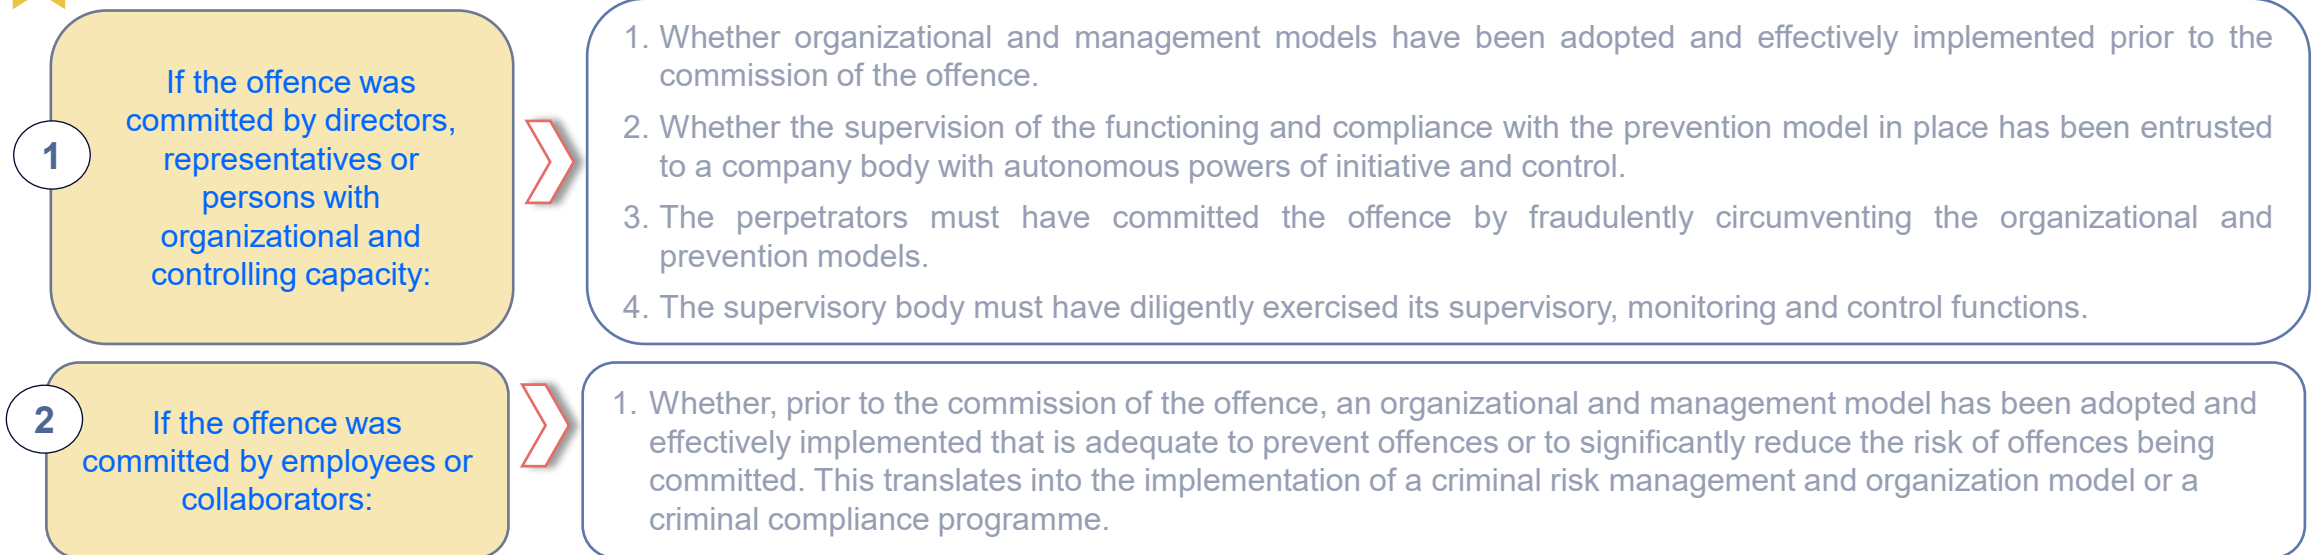 1
If the offence was
committed by directors,
representatives or
persons with
organizational and
controlling capacity:
1. Whether organizational and management models have been adopted and effectively implemented prior to the
commission of the offence.
2. Whether the supervision of the functioning and compliance with the prevention model in place has been entrusted
to a company body with autonomous powers of initiative and control.
3. The perpetrators must have committed the offence by fraudulently circumventing the organizational and
prevention models.
4. The supervisory body must have diligently exercised its supervisory, monitoring and control functions.
2
If the offence was
committed by employees or
collaborators:
1. Whether, prior to the commission of the offence, an organizational and management model has been adopted and
effectively implemented that is adequate to prevent offences or to significantly reduce the risk of offences being
committed. This translates into the implementation of a criminal risk management and organization model or a
criminal compliance programme.